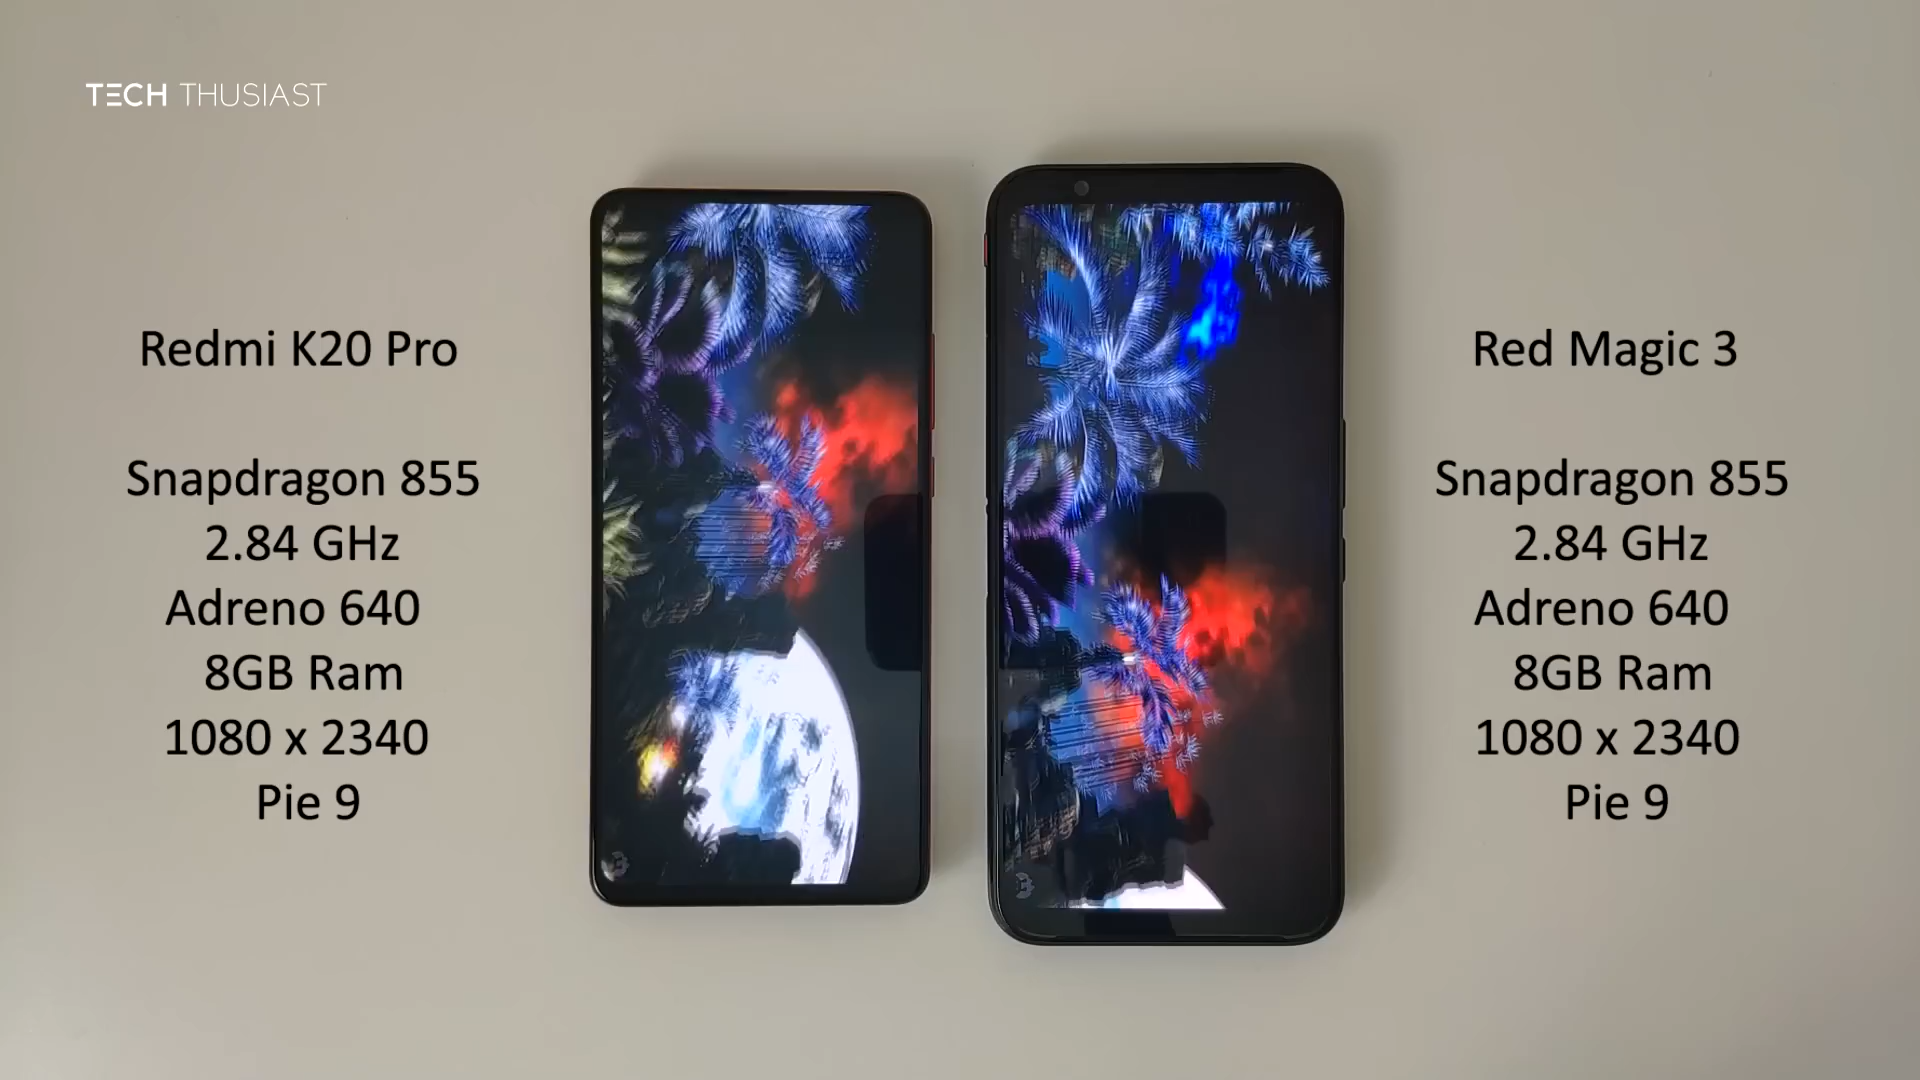 TECH THUSIAST
Redmi K20 Pro
Snapdragon 855
2.84 GHz
Adreno 640
8GB Ram
1080 x 2340
Pie 9
Red Magic 3
Snapdragon 855
2.84 GHz
Adreno 640
8GB Ram
1080 x 2340
Pie 9